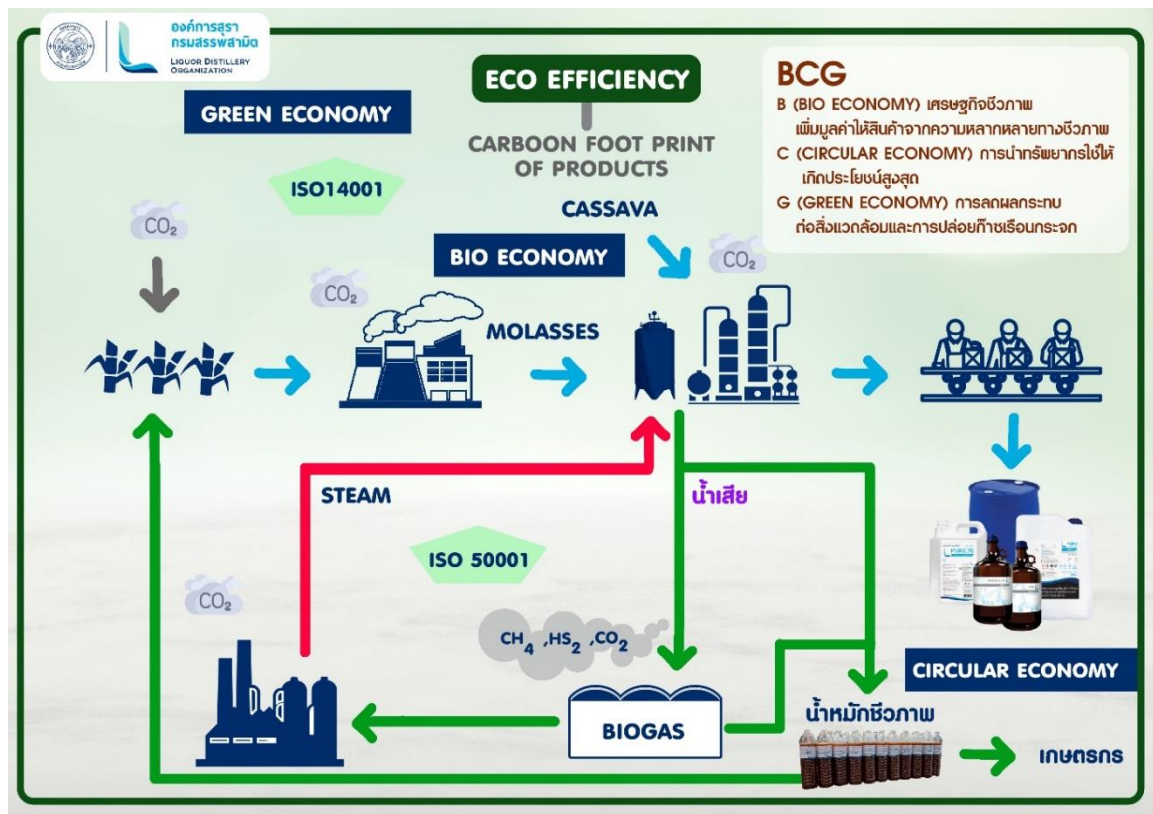 องค์การสุรา
กรมสรรพสามิต
LIQUOR DISTILLERY
ORGANIZATION
ECO EFFICIENCY
CARBOON FOOT PRINT
OF PRODUCTS
BCG
B (BIO ECONOMY) เศรษฐกิจชีวภาพ
เพิ่มมูลค่าให้สินค้าจากความหลากหลายทางชีวภาพ
C (CIRCULAR ECONOMY) การนำทรัพยากรใช้ให้
เกิดประโยชน์สูงสุด
G (GREEN ECONOMY) การลดผลกระทบ
ต่อสิ่งแวดล้อมและการปล่อยก๊าซเรือนกระจก
GREEN ECONOMY
ISO14001
CO₂
CASSAVA
BIO ECONOMY
CO₂
CO₂
MOLASSES
STEAM
น้ำเสีย
ISO 50001
CO₂
CH₄ ,HS₂ ,CO₂
CIRCULAR ECONOMY
น้ำหมักชีวภาพ
BIOGAS
เกษตรกร